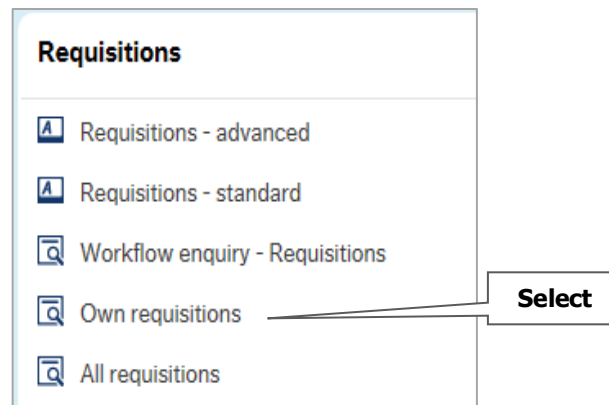 Requisitions
Requisitions - advanced
Requisitions - standard
Workflow enquiry - Requisitions
Own requisitions
Select
All requisitions